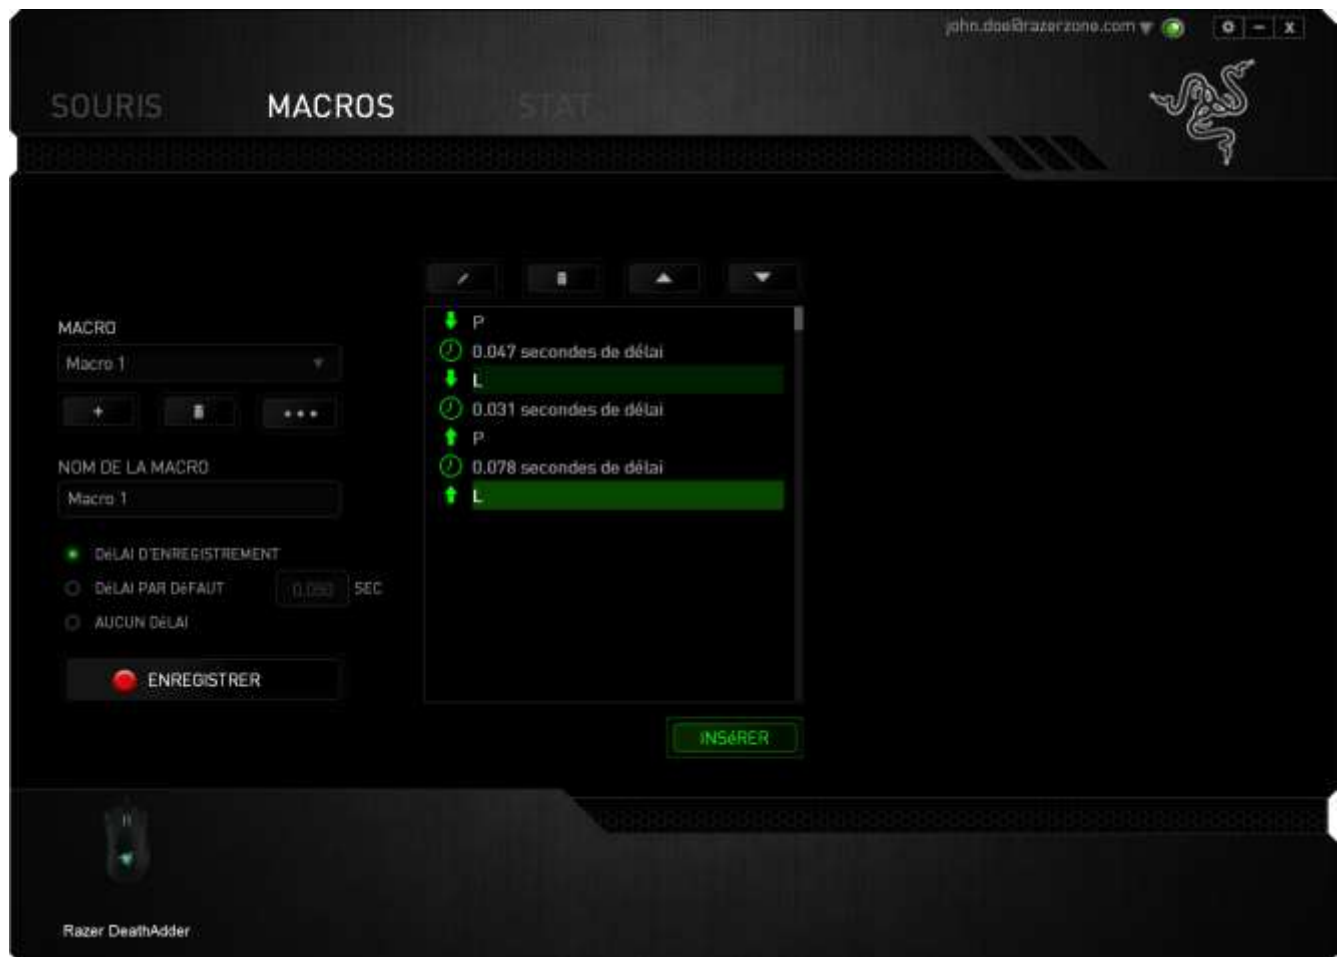 john.doe@razerzone.com
SOURIS MACROS STAT
MACRO
Macro 1
NOM DE LA MACRO
Macro 1
DéLAI D'ENREGISTREMENT
DéLAI PAR DéFAUT SEC
AUCUN DéLAI
ENREGISTRER
P
0.047 secondes de délai
L
0.031 secondes de délai
P
0.078 secondes de délai
L
INSéRER
Razer DeathAdder